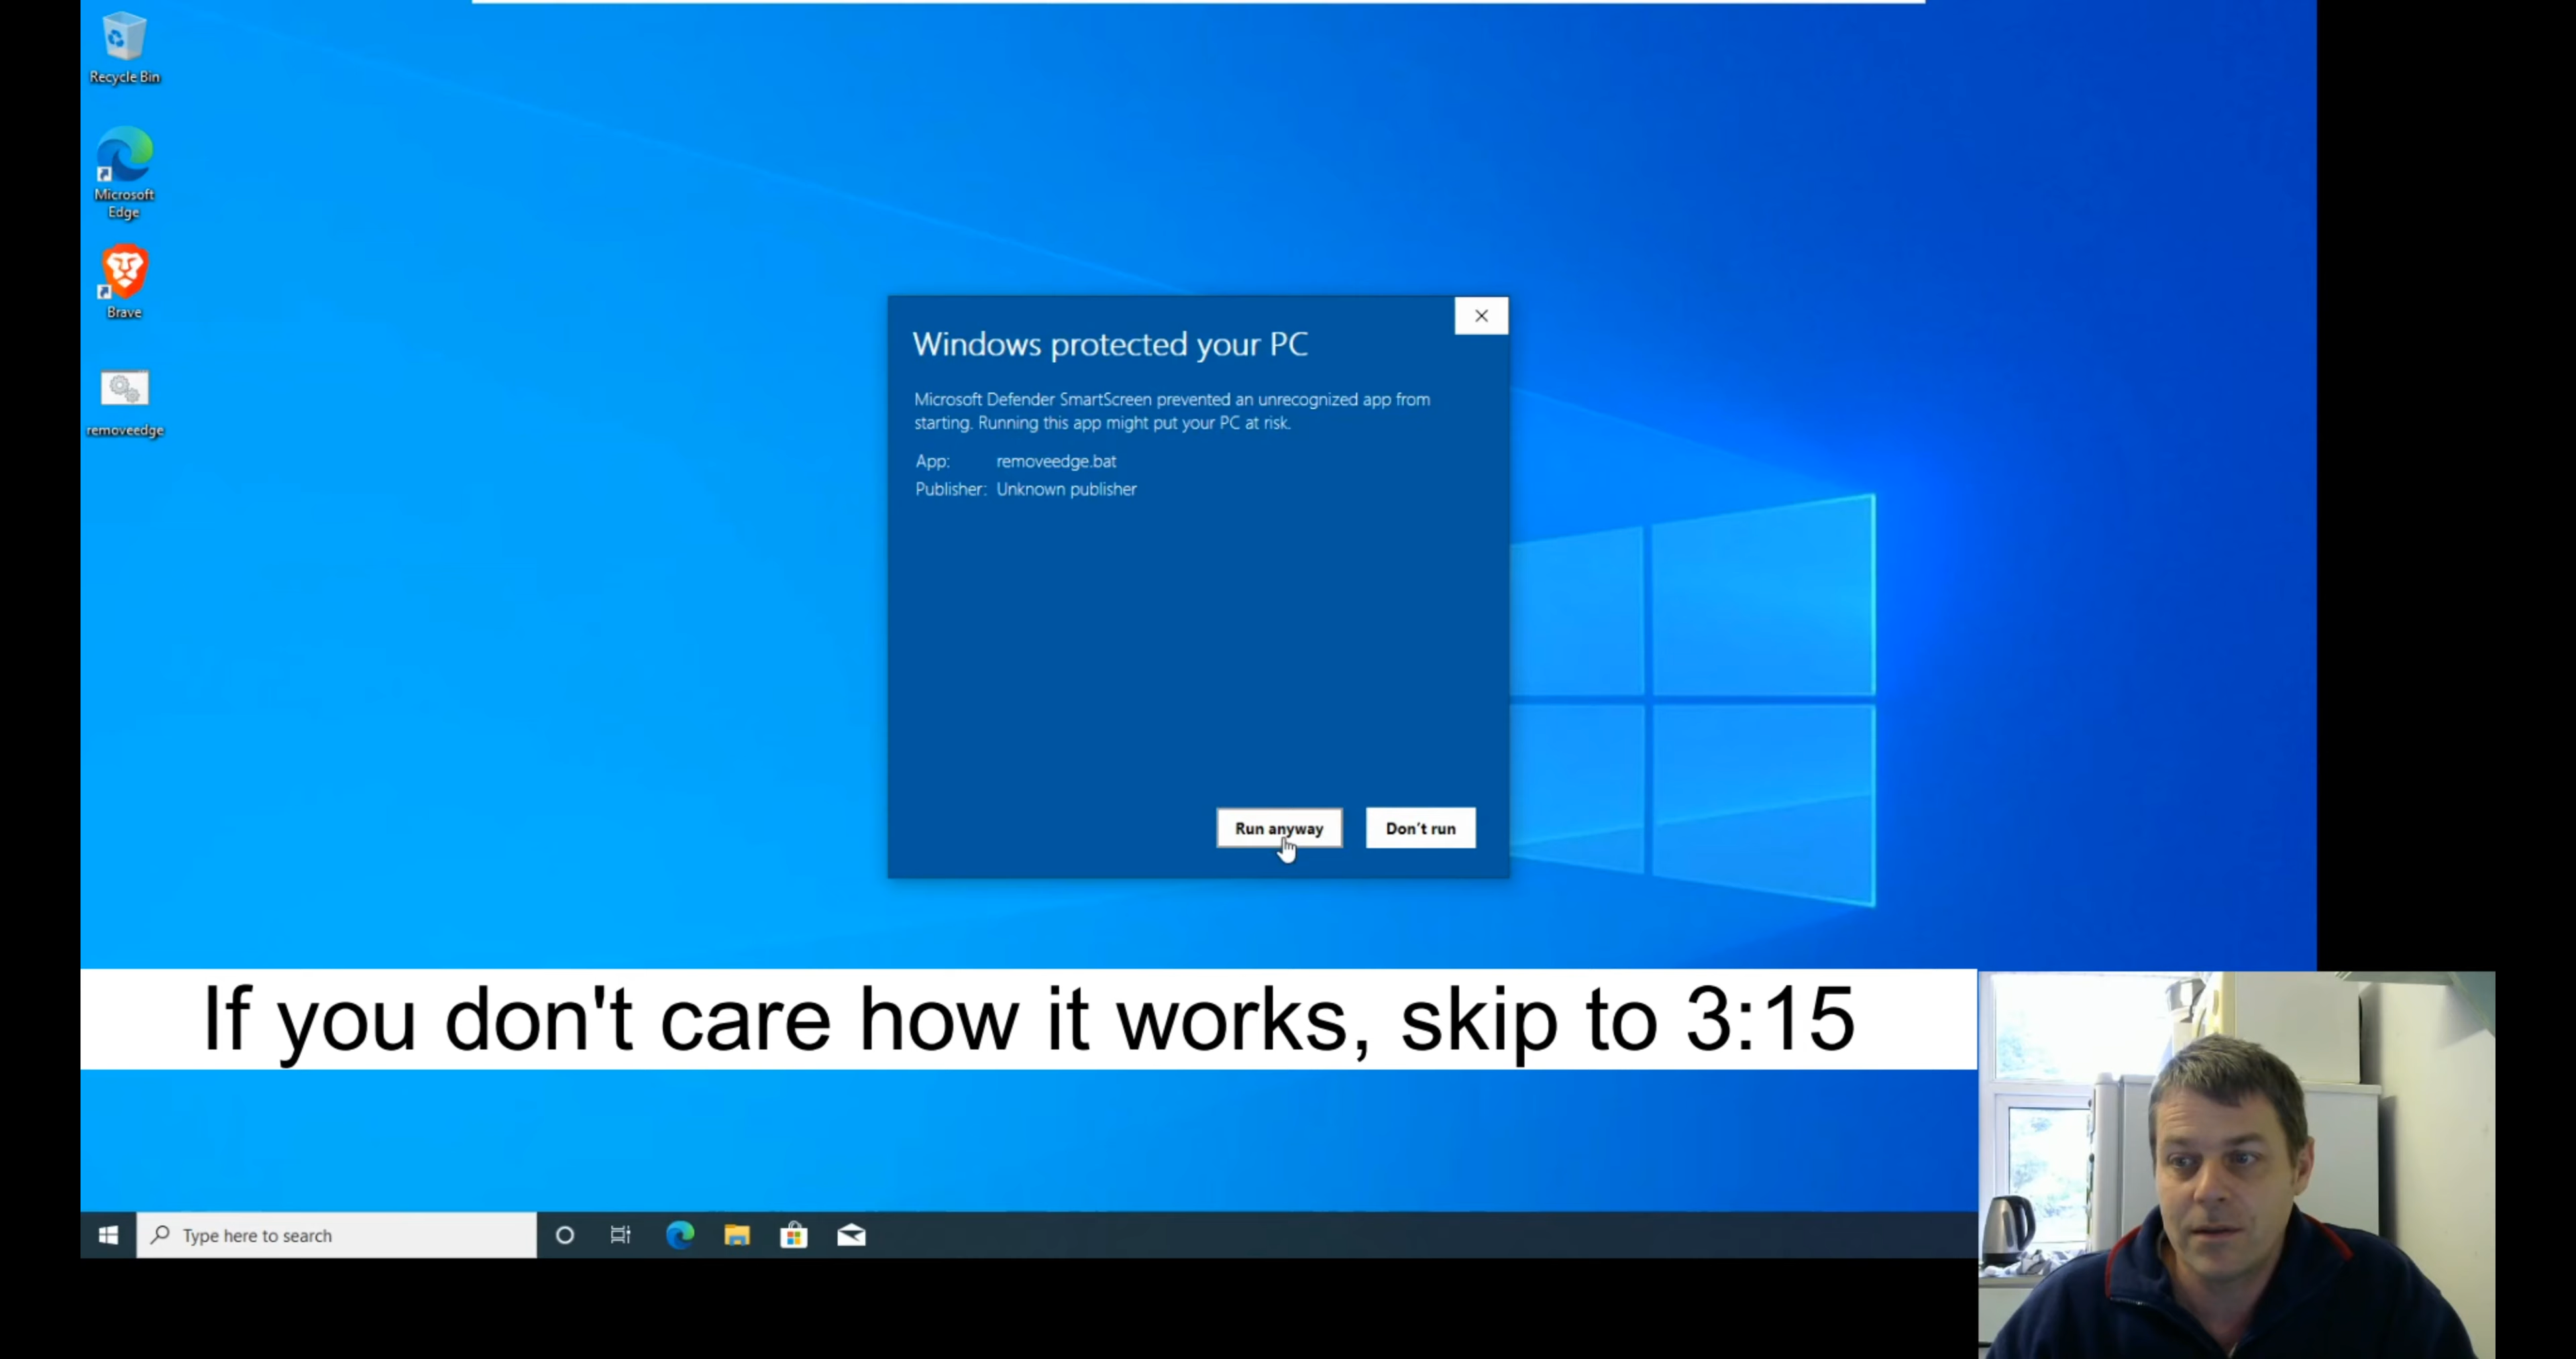 Recycle Bin
Microsoft
Edge
Brave
removeedge
Windows protected your PC
Microsoft Defender SmartScreen prevented an unrecognized app from
starting. Running this app might put your PC at risk.
App: removeedge.bat
Publisher: Unknown publisher
Run anyway Don't run
If you don't care how it works, skip to 3:15
Type here to search